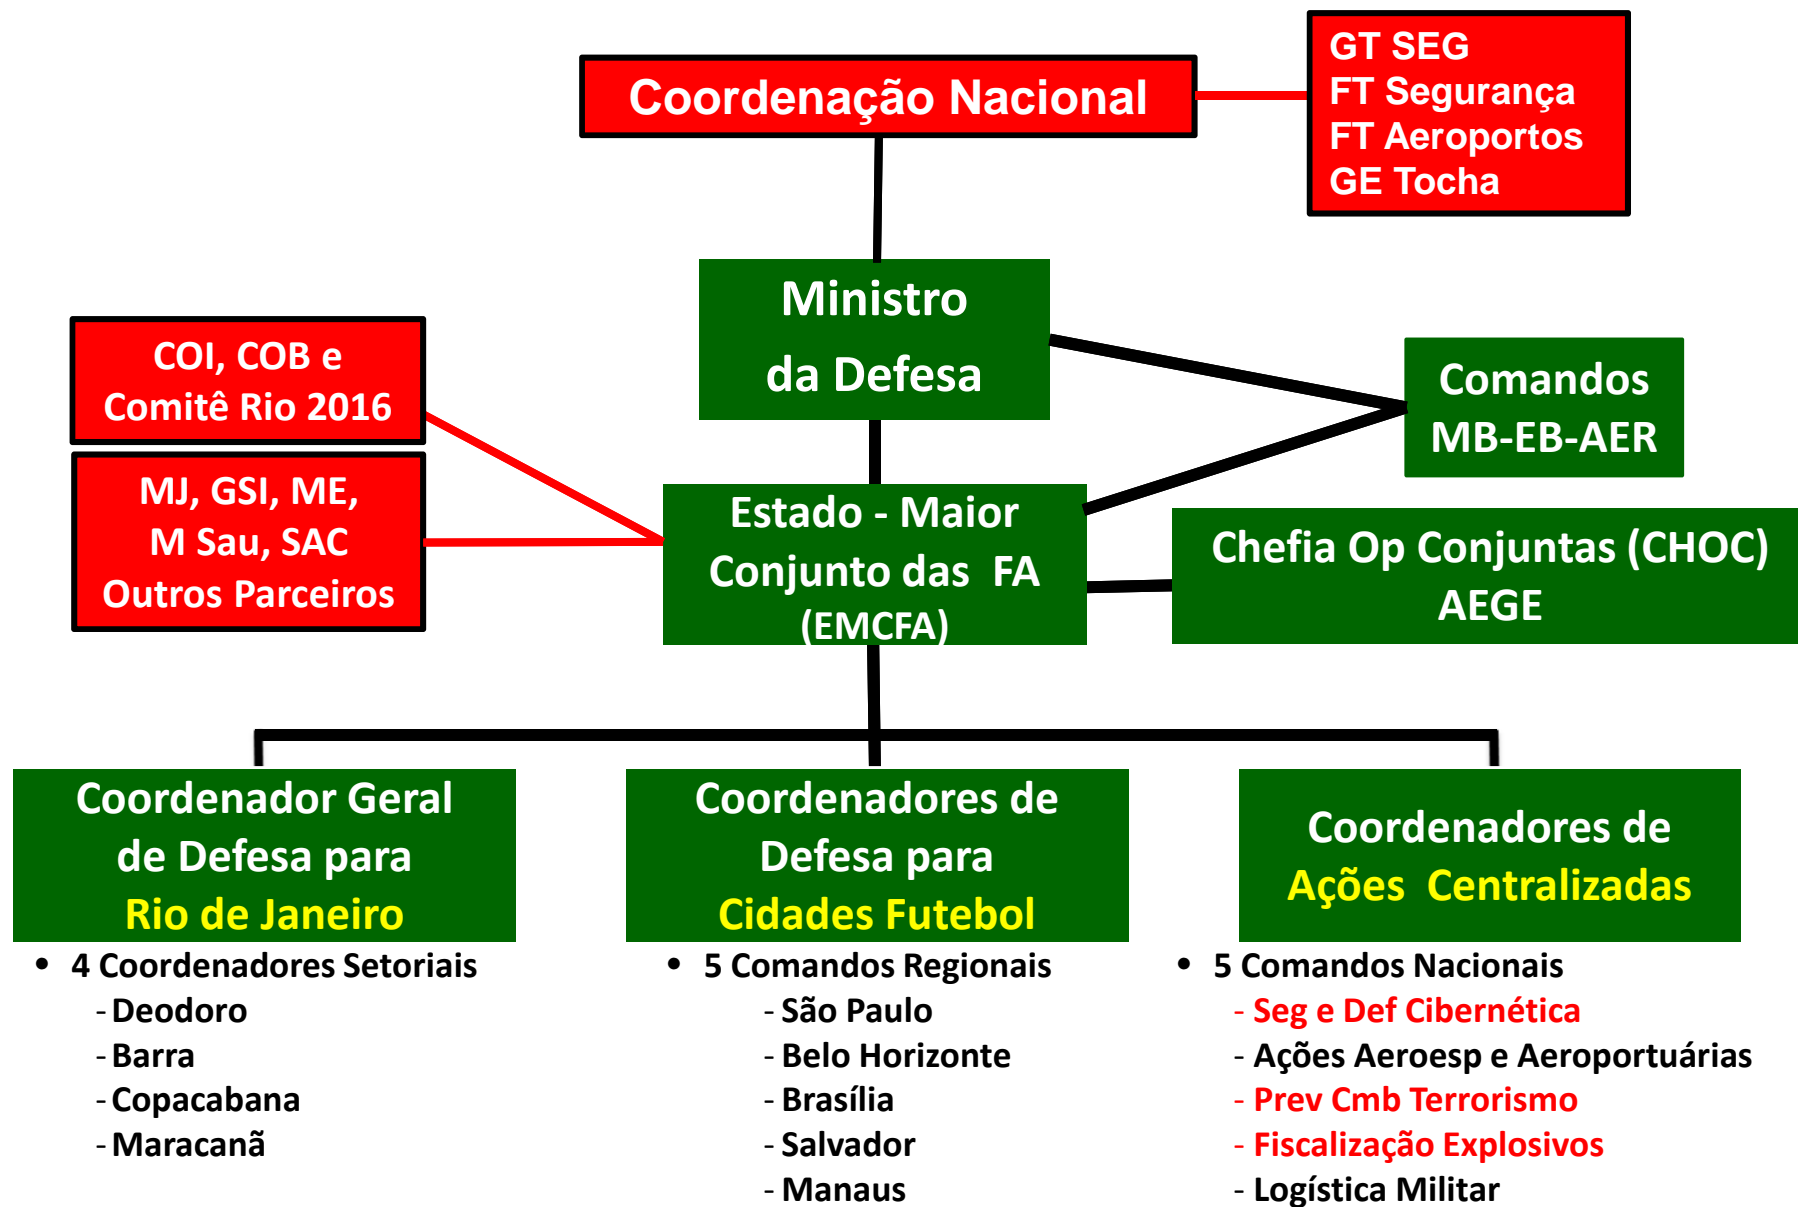 Coordenação Nacional
GT SEG
FT Segurança
FT Aeroportos
GE Tocha
Ministro
da Defesa
COI, COB e
Comitê Rio 2016
MJ, GSI, ME,
M Sau, SAC
Outros Parceiros
Comandos
MB-EB-AER
Estado - Maior
Conjunto das FA
(EMCFA)
Chefia Op Conjuntas (CHOC)
AEGE
Coordenador Geral
de Defesa para
Rio de Janeiro
• 4 Coordenadores Setoriais
- Deodoro
- Barra
- Copacabana
- Maracanã
Coordenadores de
Defesa para
Cidades Futebol
• 5 Comandos Regionais
- São Paulo
- Belo Horizonte
- Brasília
- Salvador
- Manaus
Coordenadores de
Ações Centralizadas
• 5 Comandos Nacionais
- Seg e Def Cibernética
- Ações Aeroesp e Aeroportuárias
- Prev Cmb Terrorismo
- Fiscalização Explosivos
- Logística Militar